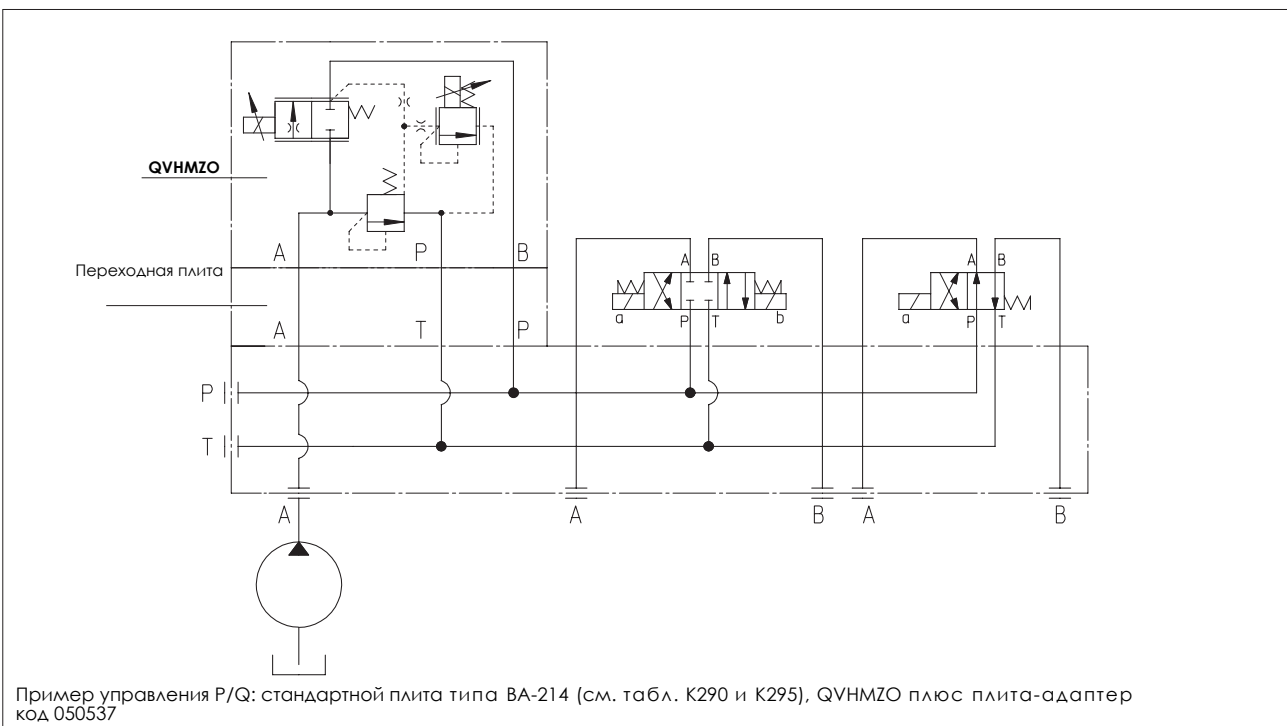 QVHMZO
A P B
Переходная плита
A T P
A B A B
a P T b a P T
P
T
A A B A B
Пример управления P/Q: стандартной плита типа BA-214 (см. табл. K290 и K295), QVHMZO плюс плита-адаптер
код 050537